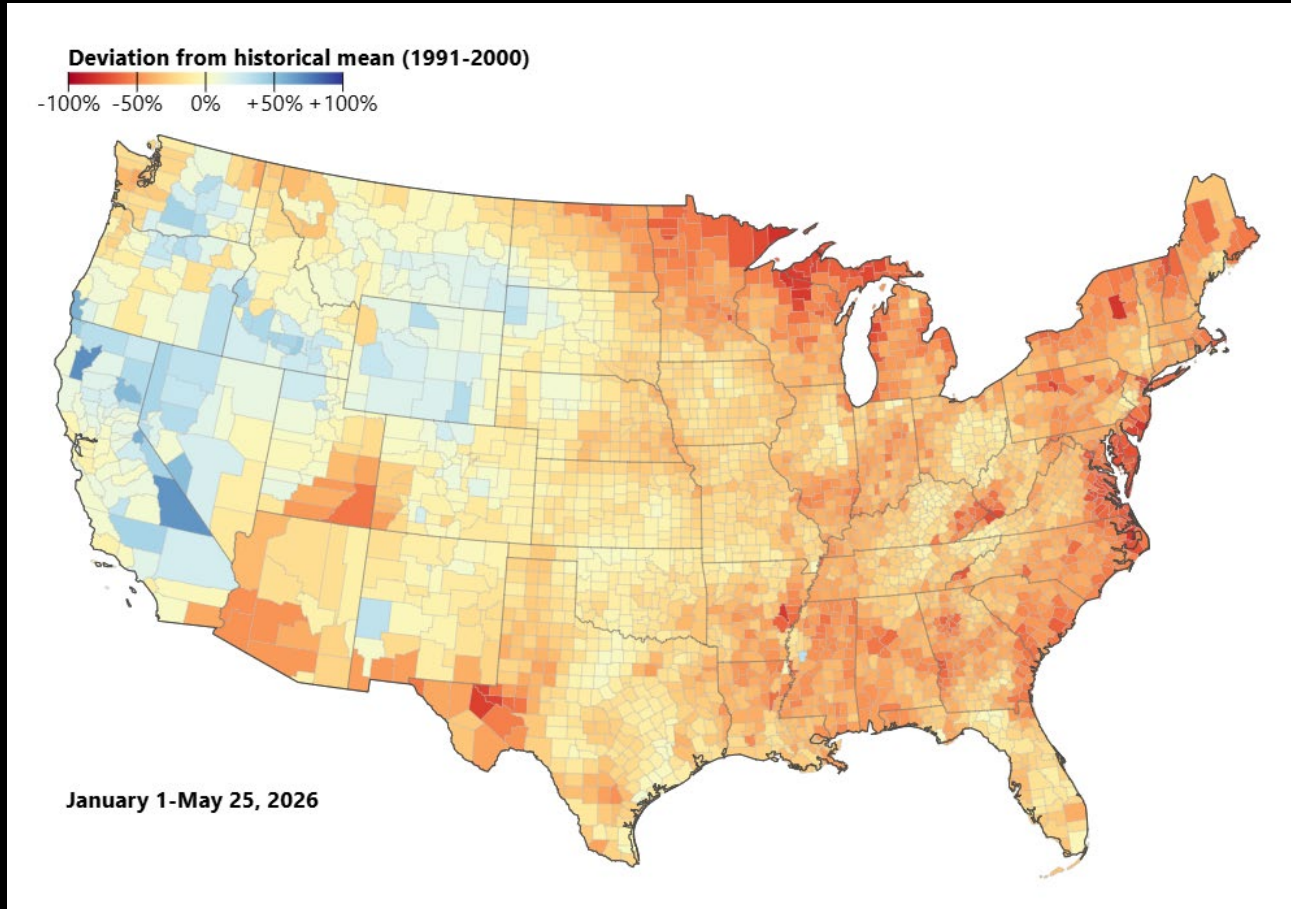 Deviation from historical mean (1991-2000)
-100% -50% 0% +50% +100%
January 1-May 25, 2026